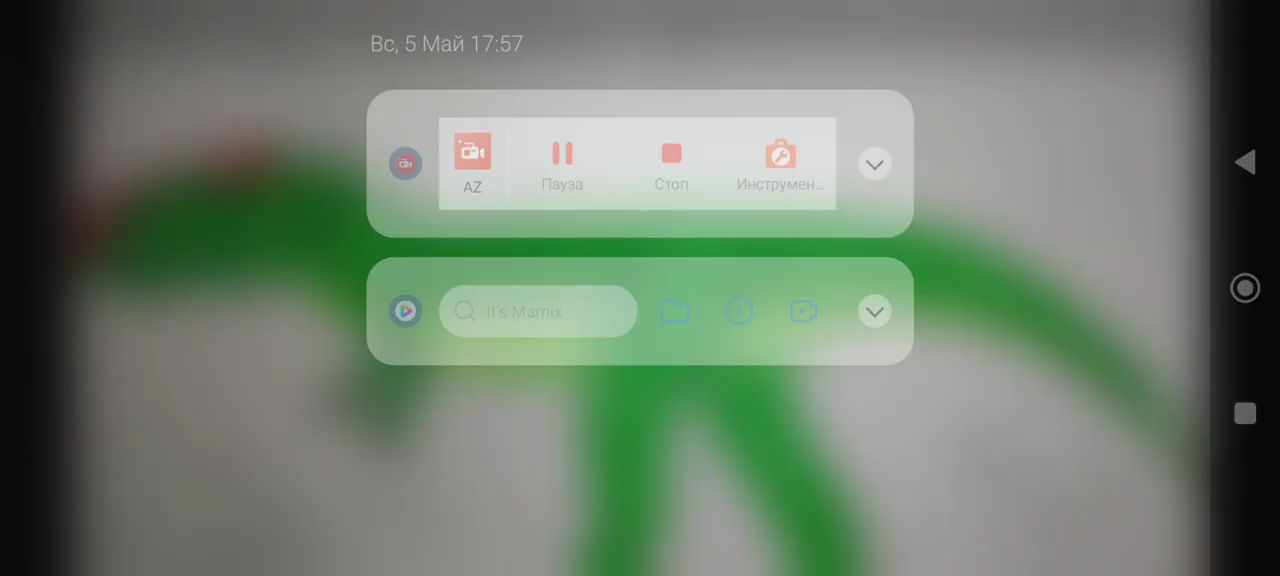 Вс, 5 Май 17:57
AZ
Пауза
Стоп
Инструмен...
It's Mamix